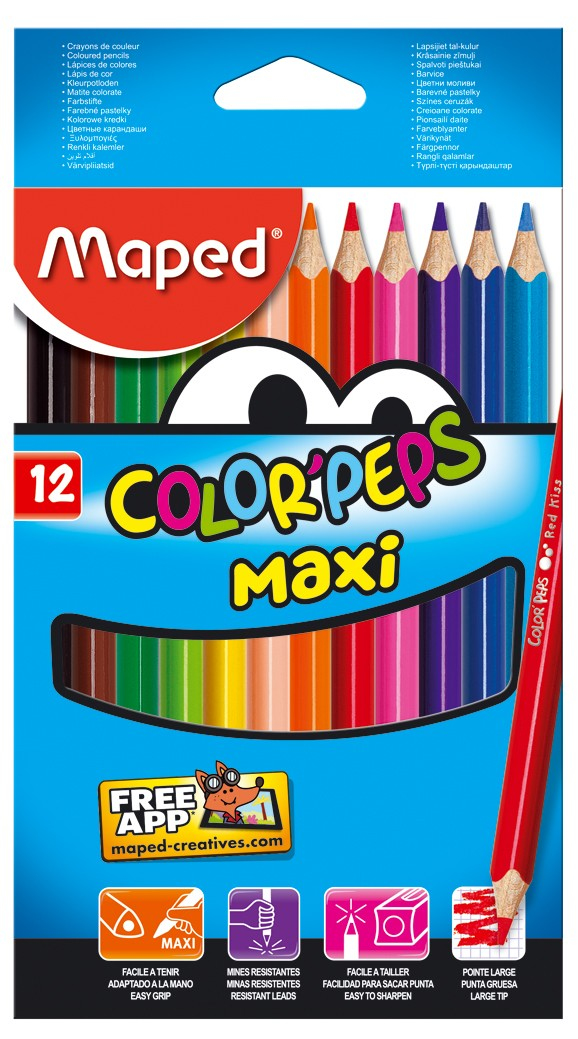 • Crayons de couleur
• Coloured pencils
• Lápices de colores
• Lápis de cor
• Kleurpotloden
• Matite colorate
• Farbstifte
• Farebné pastelky
• Kolorowe kredki
• Цветные карандаши
• Ξυλομπογιές
• Renkli kalemler
• أقلام تلوين
• Värvipliiatsid
• Lapsijiet tal-kulur
• Krāsainie zīmuļi
• Spalvoti pieštukai
• Barvice
• Цветни моливи
• Barevné pastelky
• Színes ceruzák
• Creioane colorate
• Pionsailí daite
• Farveblyanter
• Värikynät
• Färgpennor
• Rangli qalamlar
• Түрлі-түсті қарындаштар
Maped®
12
COLOR'PEPS
maxi
COLOR'PEPS Red Kiss
FREE
APP*
maped-creatives.com
MAXI
FACILE A TENIR
ADAPTADO A LA MANO
EASY GRIP
MINES RESISTANTES
MINAS RESISTENTES
RESISTANT LEADS
FACILE A TAILLER
FACILIDAD PARA SACAR PUNTA
EASY TO SHARPEN
POINTE LARGE
PUNTA GRUESA
LARGE TIP